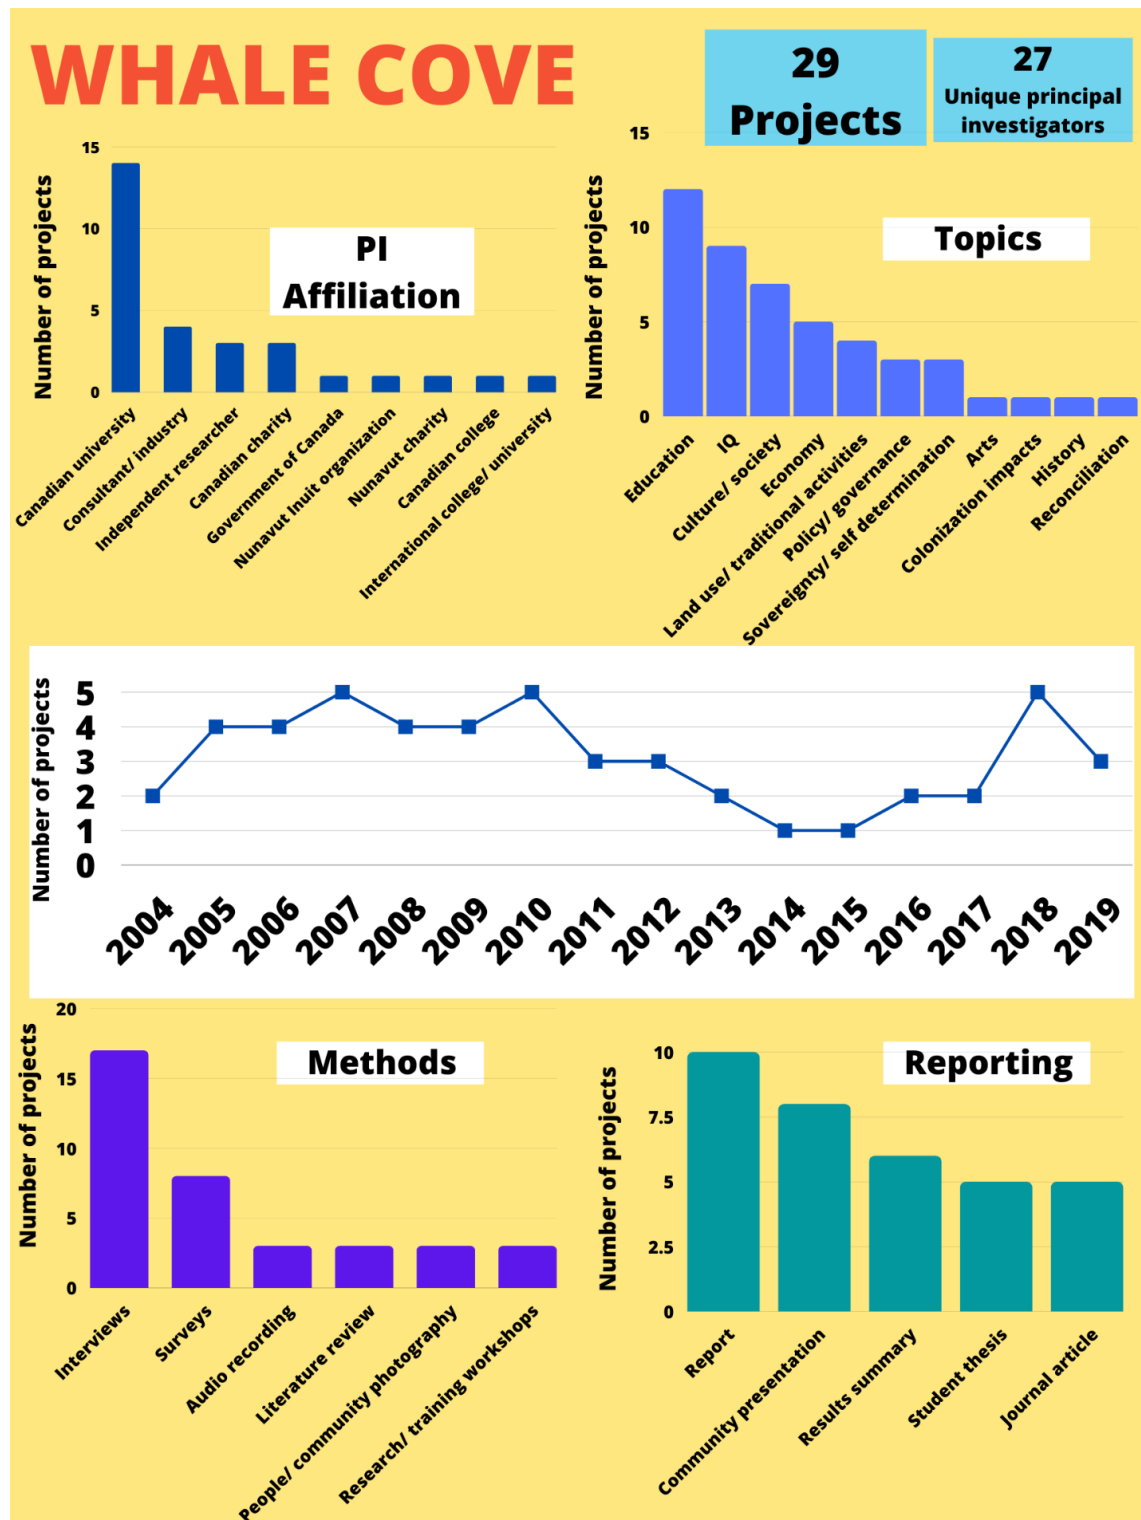 WHALE COVE
29
Projects
27
Unique principal
investigators
Number of projects
15
10
5
0
PI
Affiliation
Canadian university
Consultant/ industry
Independent researcher
Canadian charity
Government of Canada
Nunavut Inuit organization
Nunavut charity
Canadian college
International college/ university
Number of projects
15
10
5
0
Topics
Education
IQ
Culture/ society
Economy
Land use/ traditional activities
Policy/ governance
Sovereignty/ self determination
Arts
Colonization impacts
History
Reconciliation
Number of projects
5
4
3
2
1
0
2004
2005
2006
2007
2008
2009
2010
2011
2012
2013
2014
2015
2016
2017
2018
2019
Number of projects
20
15
10
5
0
Methods
Interviews
Surveys
Audio recording
Literature review
People/ community photography
Research/ training workshops
Number of projects
10
7.5
5
2.5
0
Reporting
Report
Community presentation
Results summary
Student thesis
Journal article